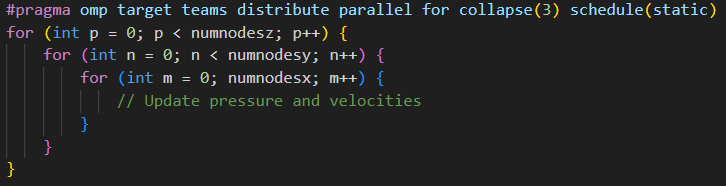 #pragma omp target teams distribute parallel for collapse(3) schedule(static)
for (int p = 0; p < numnodesz; p++) {
for (int n = 0; n < numnodesy; n++) {
for (int m = 0; numnodesx; m++) {
// Update pressure and velocities
}
}
}